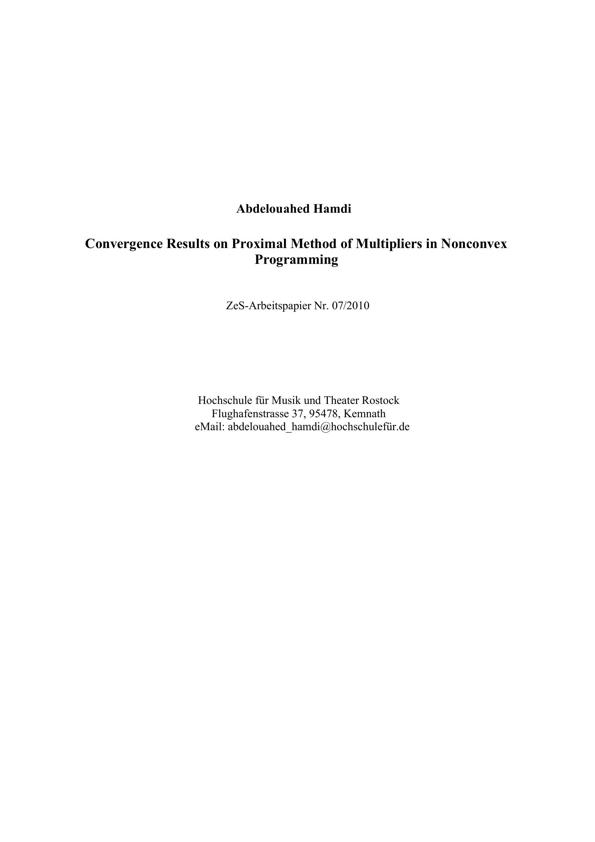 Abdelouahed Hamdi
Convergence Results on Proximal Method of Multipliers in Nonconvex
Programming
ZeS-Arbeitspapier Nr. 07/2010
Hochschule für Musik und Theater Rostock
Flughafenstrasse 37, 95478, Kemnath
eMail: abdelouahed_hamdi@hochschulefür.de